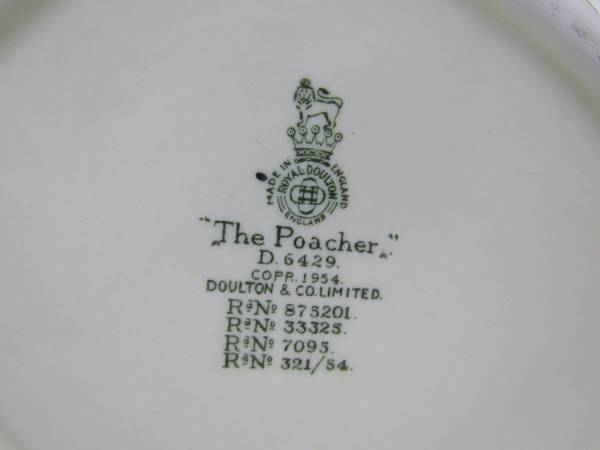 MADE IN ENGLAND
ROYAL DOULTON
ENGLAND
"The Poacher."
D. 6429.
COPR. 1954.
DOULTON & CO. LIMITED.
Rᵈ Nº 875201.
Rᵈ Nº 33325.
Rᵈ Nº 7095.
Rᵈ Nº 321/54.